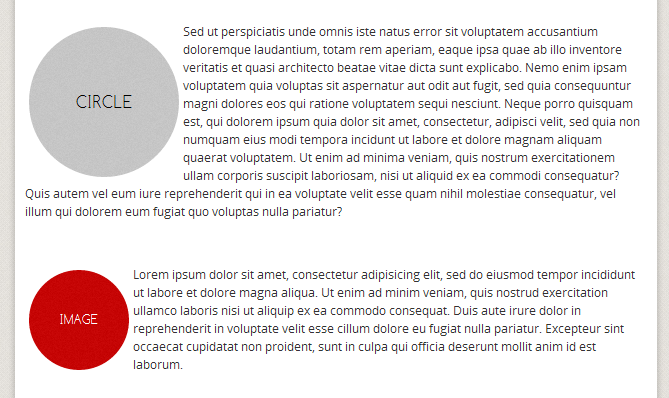 CIRCLE
Sed ut perspiciatis unde omnis iste natus error sit voluptatem accusantium
doloremque laudantium, totam rem aperiam, eaque ipsa quae ab illo inventore
veritatis et quasi architecto beatae vitae dicta sunt explicabo. Nemo enim ipsam
voluptatem quia voluptas sit aspernatur aut odit aut fugit, sed quia consequuntur
magni dolores eos qui ratione voluptatem sequi nesciunt. Neque porro quisquam
est, qui dolorem ipsum quia dolor sit amet, consectetur, adipisci velit, sed quia non
numquam eius modi tempora incidunt ut labore et dolore magnam aliquam
quaerat voluptatem. Ut enim ad minima veniam, quis nostrum exercitationem
ullam corporis suscipit laboriosam, nisi ut aliquid ex ea commodi consequatur?
Quis autem vel eum iure reprehenderit qui in ea voluptate velit esse quam nihil molestiae consequatur, vel
illum qui dolorem eum fugiat quo voluptas nulla pariatur?
IMAGE
Lorem ipsum dolor sit amet, consectetur adipisicing elit, sed do eiusmod tempor incididunt
ut labore et dolore magna aliqua. Ut enim ad minim veniam, quis nostrud exercitation
ullamco laboris nisi ut aliquip ex ea commodo consequat. Duis aute irure dolor in
reprehenderit in voluptate velit esse cillum dolore eu fugiat nulla pariatur. Excepteur sint
occaecat cupidatat non proident, sunt in culpa qui officia deserunt mollit anim id est
laborum.